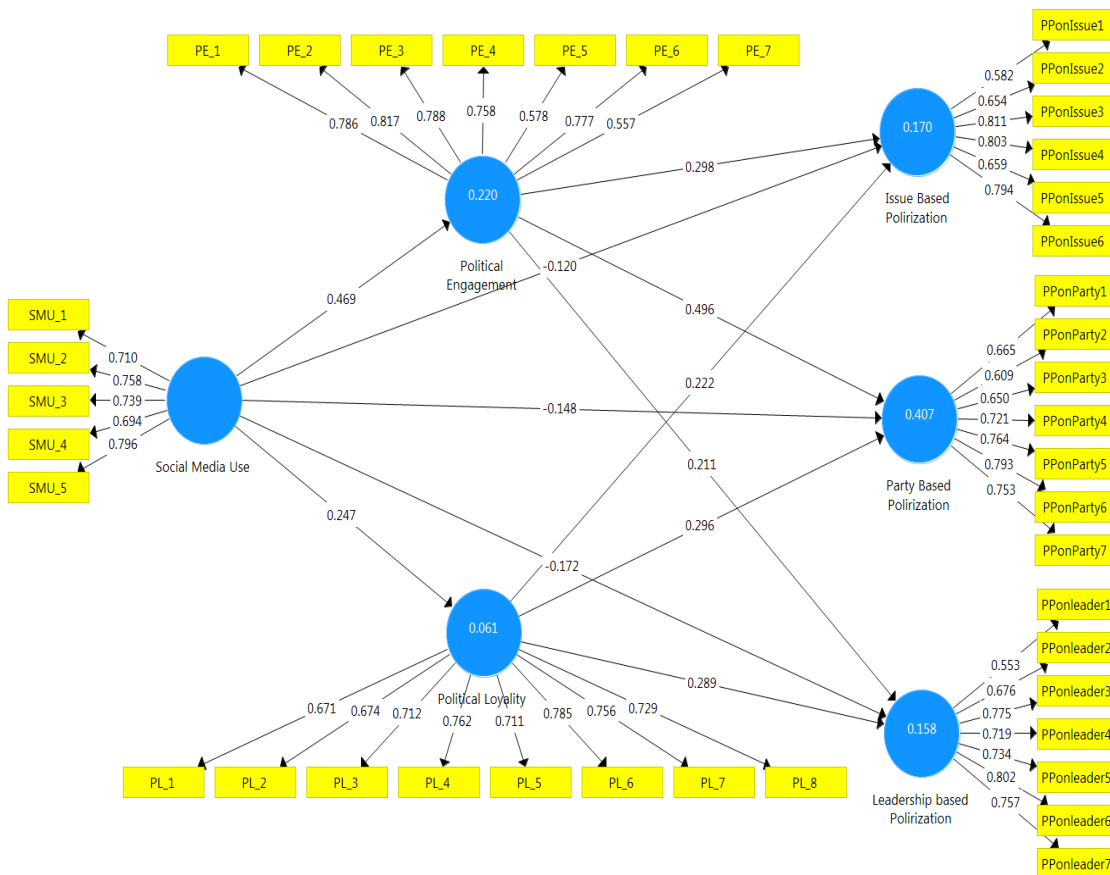 PE_1 PE_2 PE_3 PE_4 PE_5 PE_6 PE_7
0.786 0.817 0.788 0.758 0.578 0.777 0.557
0.220
Political
Engagement
PPonIssue1
PPonIssue2
PPonIssue3
PPonIssue4
PPonIssue5
PPonIssue6
0.582
0.654
0.811
0.803
0.659
0.794
0.170
Issue Based
Polirization
0.298
-0.120
0.469
0.496
0.222
-0.148
0.211
0.247
0.296
-0.172
0.289
SMU_1
SMU_2
SMU_3
SMU_4
SMU_5
0.710
0.758
0.739
0.694
0.796
Social Media Use
PPonParty1
PPonParty2
PPonParty3
PPonParty4
PPonParty5
PPonParty6
PPonParty7
0.665
0.609
0.650
0.721
0.764
0.793
0.753
0.407
Party Based
Polirization
0.061
Political Loyality
0.671 0.674 0.712 0.762 0.711 0.785 0.756 0.729
PL_1 PL_2 PL_3 PL_4 PL_5 PL_6 PL_7 PL_8
PPonleader1
PPonleader2
PPonleader3
PPonleader4
PPonleader5
PPonleader6
PPonleader7
0.553
0.676
0.775
0.719
0.734
0.802
0.757
0.158
Leadership based
Polirization